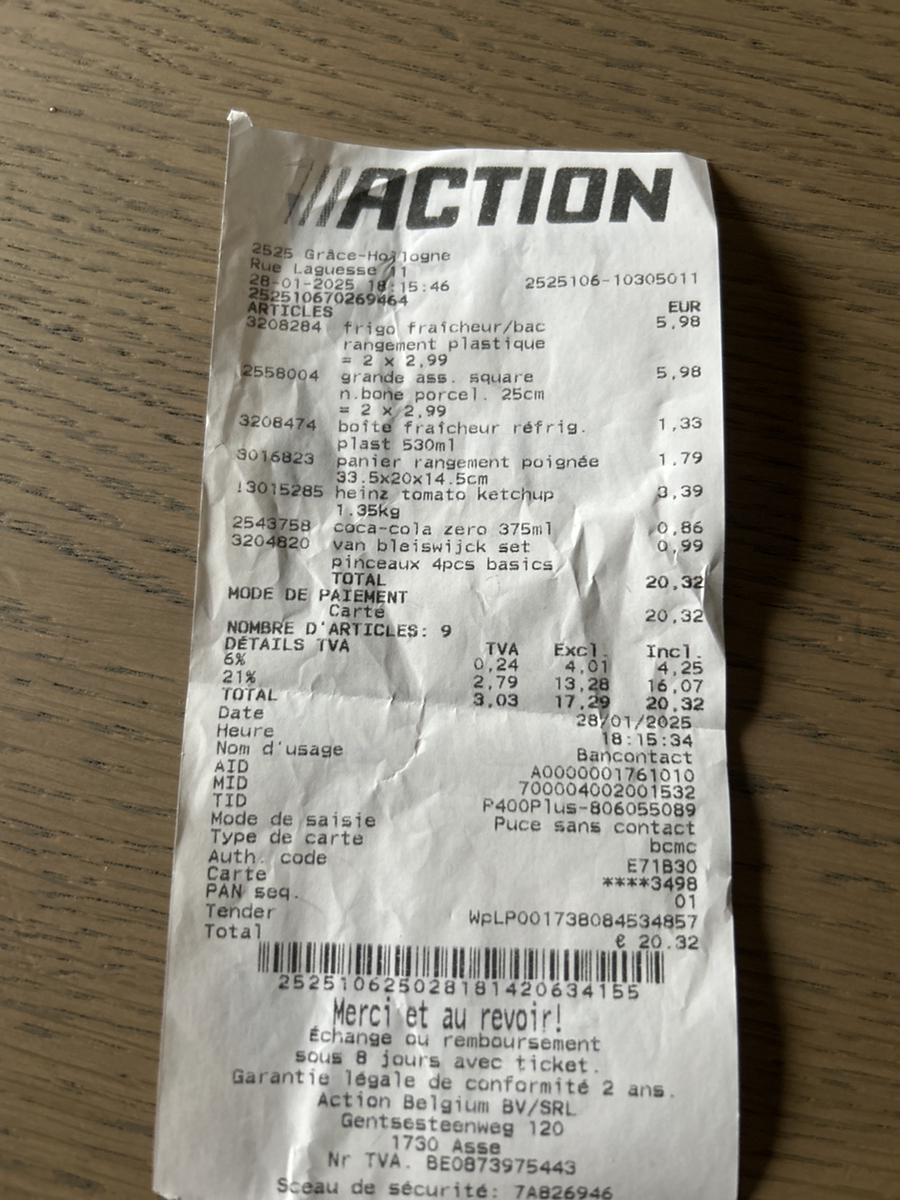 ACTION
2525 Grâce-Hollogne
Rue Laguesse 11
28-01-2025 18:15:46 2525106-10305011
252510670269464
ARTICLES EUR
3208284 frigo fraîcheur/bac 5,98
rangement plastique
= 2 x 2,99
2558004 grande ass. square 5,98
n.bone porcel. 25cm
= 2 x 2,99
3208474 boîte fraîcheur réfrig. 1,33
plast 530ml
3016823 panier rangement poignée 1.79
33.5x20x14.5cm
!3015285 heinz tomato ketchup 3,39
1.35kg
2543758 coca-cola zero 375ml 0,86
3204820 van bleiswijck set 0,99
pinceaux 4pcs basics
TOTAL 20,32
MODE DE PAIEMENT
Carte 20,32
NOMBRE D'ARTICLES: 9
DÉTAILS TVA TVA Excl. Incl.
6% 0,24 4,01 4,25
21% 2,79 13,28 16,07
TOTAL 3,03 17,29 20,32
Date 28/01/2025
Heure 18:15:34
Nom d'usage Bancontact
AID A0000001761010
MID 700004002001532
TID P400Plus-806055089
Mode de saisie Puce sans contact
Type de carte bcmc
Auth. code E71B30
Carte ****3498
PAN seq. 01
Tender WpLP001738084534857
Total € 20.32
2525106250281814206​34155
Merci et au revoir!
Échange ou remboursement
sous 8 jours avec ticket.
Garantie légale de conformité 2 ans.
Action Belgium BV/SRL
Gentsesteenweg 120
1730 Asse
Nr TVA. BE0873975443
Sceau de sécurité: 7A826946